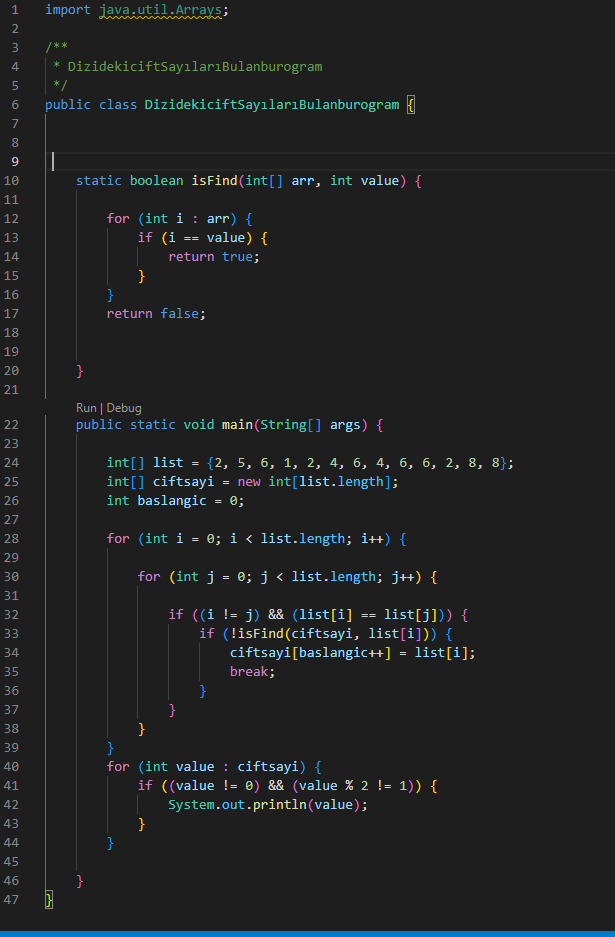 1 import java.util.Arrays;
2
3 /**
4 * DizidekiciftSayılarıBulanburogram
5 */
6 public class DizidekiciftSayılarıBulanburogram {
7
8
9
10 static boolean isFind(int[] arr, int value) {
11
12 for (int i : arr) {
13 if (i == value) {
14 return true;
15 }
16 }
17 return false;
18
19
20 }
21
Run | Debug
22 public static void main(String[] args) {
23
24 int[] list = {2, 5, 6, 1, 2, 4, 6, 4, 6, 6, 2, 8, 8};
25 int[] ciftsayi = new int[list.length];
26 int baslangic = 0;
27
28 for (int i = 0; i < list.length; i++) {
29
30 for (int j = 0; j < list.length; j++) {
31
32 if ((i != j) && (list[i] == list[j])) {
33 if (!isFind(ciftsayi, list[i])) {
34 ciftsayi[baslangic++] = list[i];
35 break;
36 }
37 }
38 }
39 }
40 for (int value : ciftsayi) {
41 if ((value != 0) && (value % 2 != 1)) {
42 System.out.println(value);
43 }
44 }
45
46 }
47 }